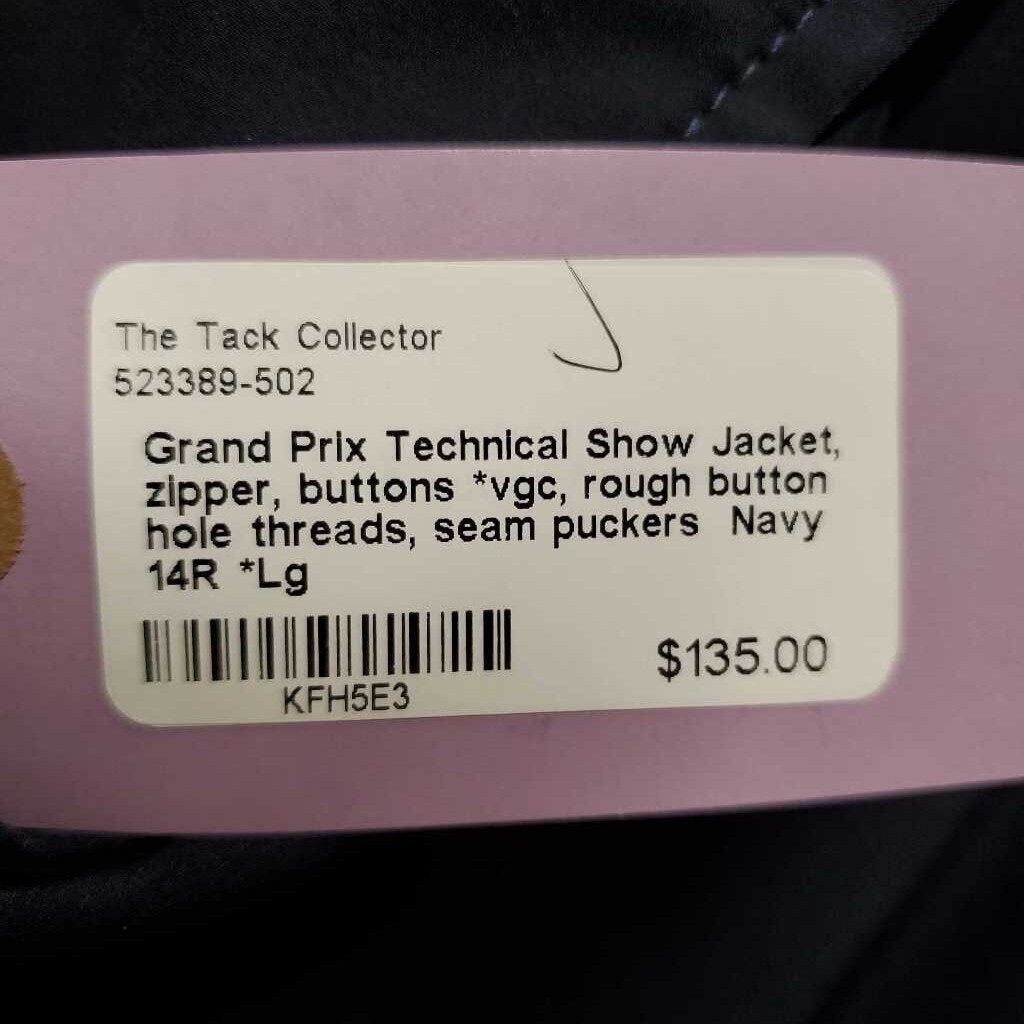 The Tack Collector
523389-502
Grand Prix Technical Show Jacket,
zipper, buttons *vgc, rough button
hole threads, seam puckers Navy
14R *Lg
KFH5E3
$135.00